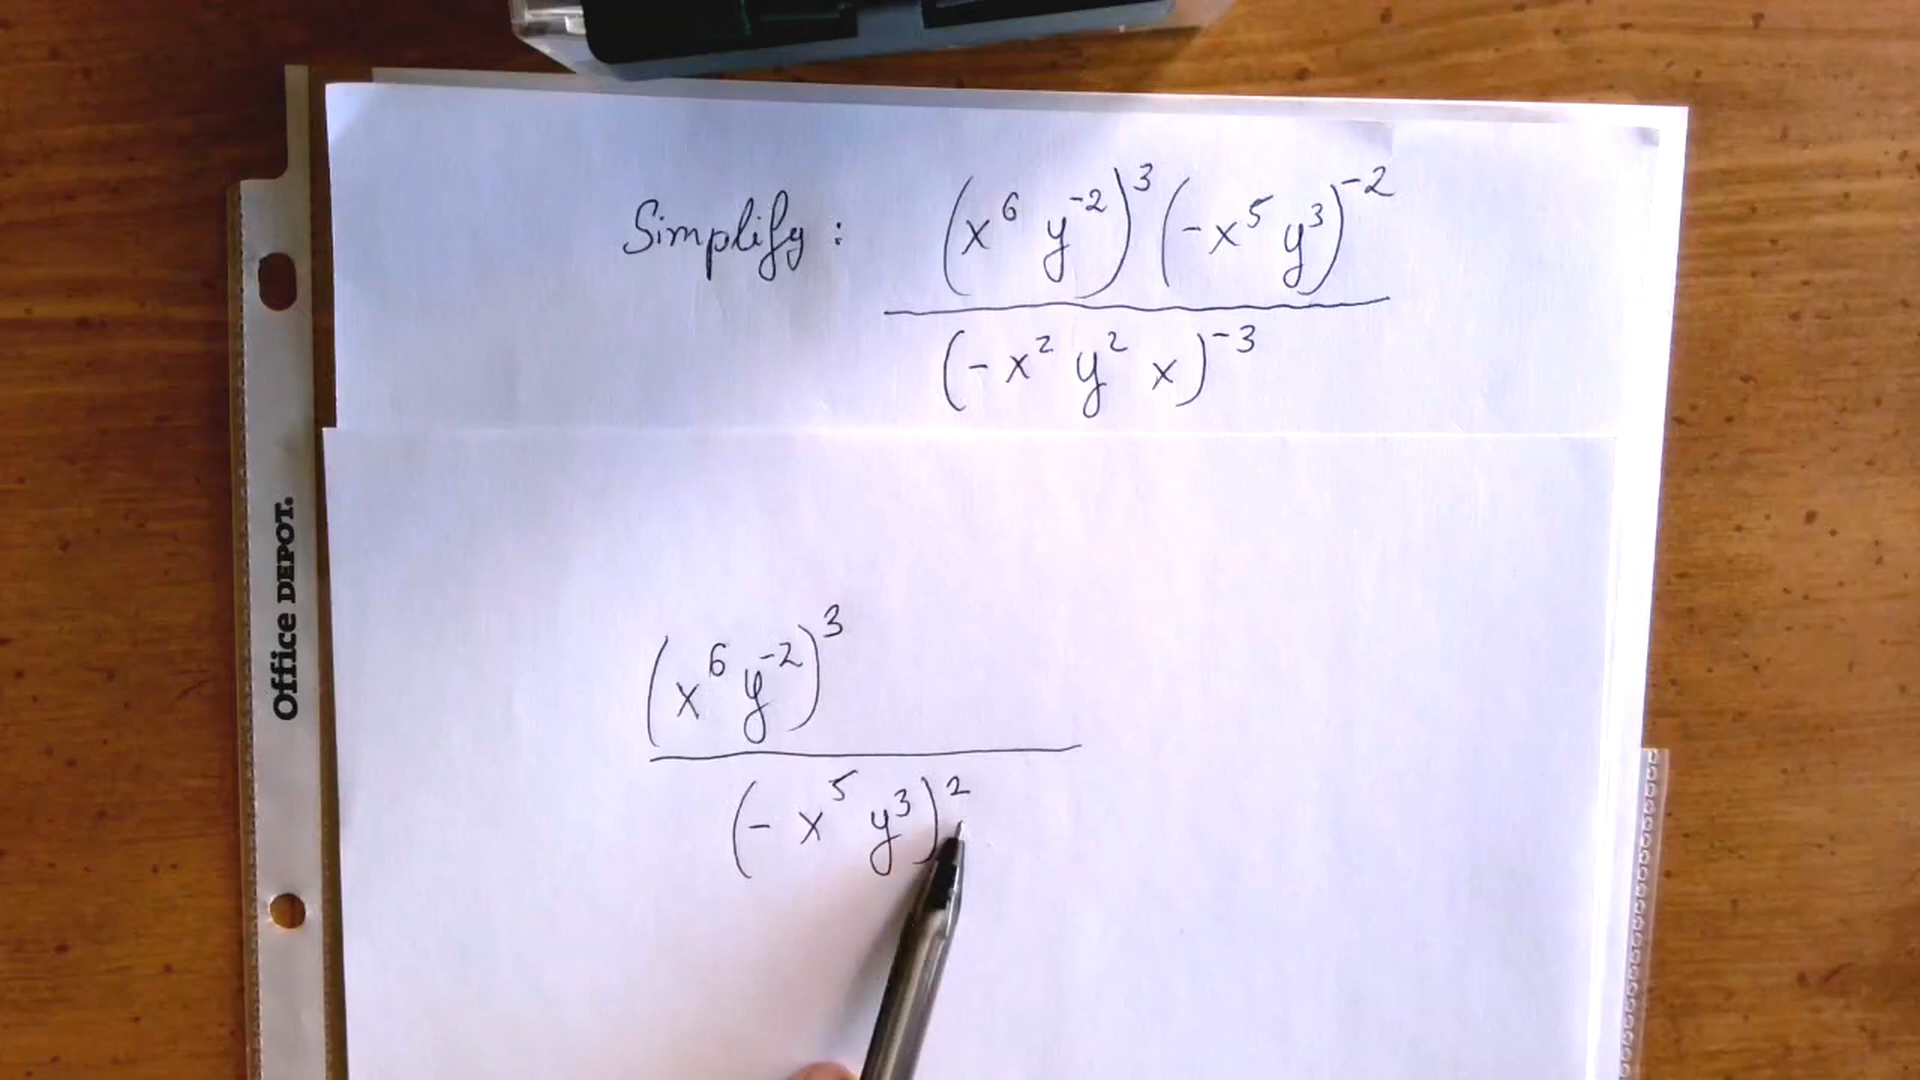 Simplify : (x^6 y^-2)^3 (-x^5 y^3)^-2
(-x^2 y^2 x)^-3
Office DEPOT.
(x^6 y^-2)^3
(- x^5 y^3)^2